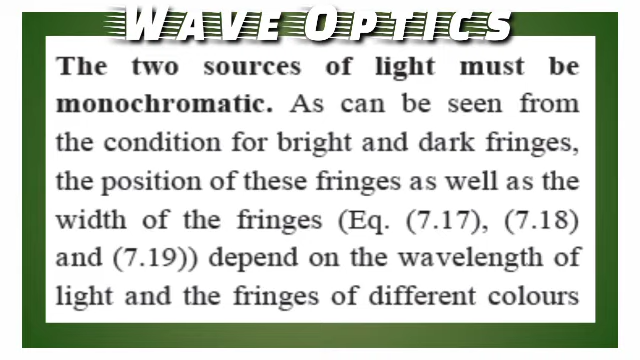 WAVE OPTICS
The two sources of light must be
monochromatic. As can be seen from
the condition for bright and dark fringes,
the position of these fringes as well as the
width of the fringes (Eq. (7.17), (7.18)
and (7.19)) depend on the wavelength of
light and the fringes of different colours